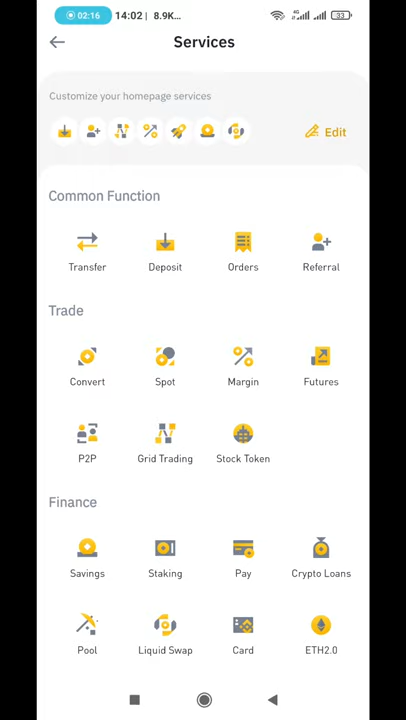 02:16 14:02 | 8.9K... 4G 33
Services
Customize your homepage services
Edit
Common Function
Transfer Deposit Orders Referral
Trade
Convert Spot Margin Futures
P2P Grid Trading Stock Token
Finance
Savings Staking Pay Crypto Loans
Pool Liquid Swap Card ETH2.0